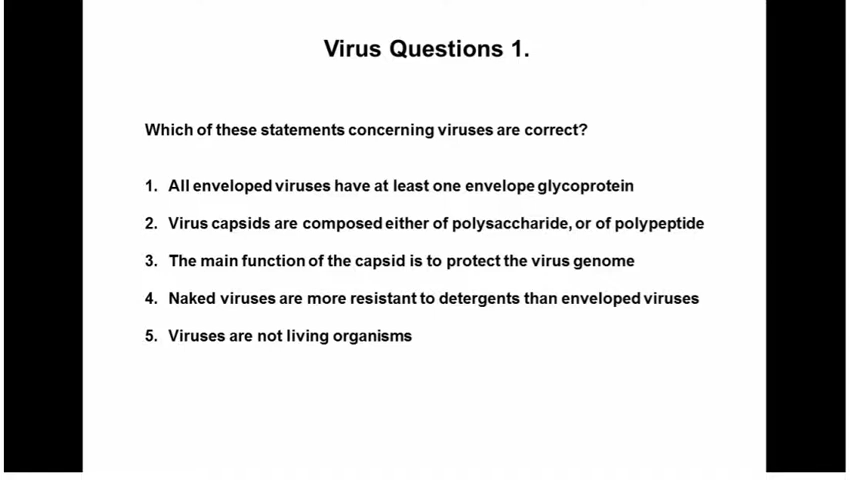 Virus Questions 1.
Which of these statements concerning viruses are correct?
1. All enveloped viruses have at least one envelope glycoprotein
2. Virus capsids are composed either of polysaccharide, or of polypeptide
3. The main function of the capsid is to protect the virus genome
4. Naked viruses are more resistant to detergents than enveloped viruses
5. Viruses are not living organisms